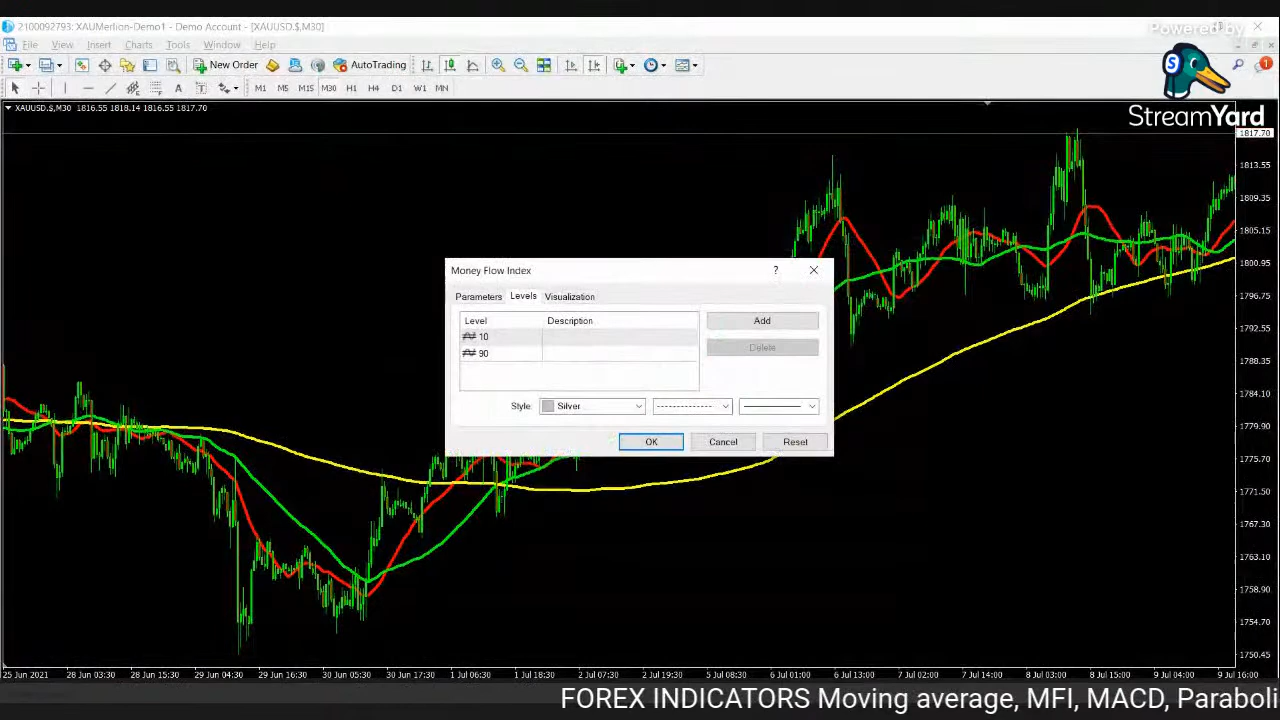 2100092793: XAUMerlion-Demo1 - Demo Account - [XAUUSD.$,M30]
Powered by
File View Insert Charts Tools Window Help
New Order AutoTrading
S
1
A T M1 M5 M15 M30 H1 H4 D1 W1 MN
XAUUSD.$,M30 1816.55 1818.14 1816.55 1817.70
StreamYard
1817.70
1813.55
1809.35
1805.15
1800.95
1796.75
1792.55
1788.35
1784.10
1779.90
1775.70
1771.50
1767.30
1763.10
1758.90
1754.70
1750.45
Money Flow Index ?
Parameters Levels Visualization
Level Description
10
90
Add
Delete
Style: Silver
OK Cancel Reset
25 Jun 2021 28 Jun 03:30 28 Jun 15:30 29 Jun 04:30 29 Jun 16:30 30 Jun 05:30 30 Jun 17:30 1 Jul 06:30 1 Jul 18:30 2 Jul 07:30 2 Jul 19:30 5 Jul 08:30 6 Jul 01:00 6 Jul 13:00 7 Jul 02:00 7 Jul 14:00 8 Jul 03:00 8 Jul 15:00 9 Jul 04:00 9 Jul 16:00
FOREX INDICATORS Moving average, MFI, MACD, Paraboli